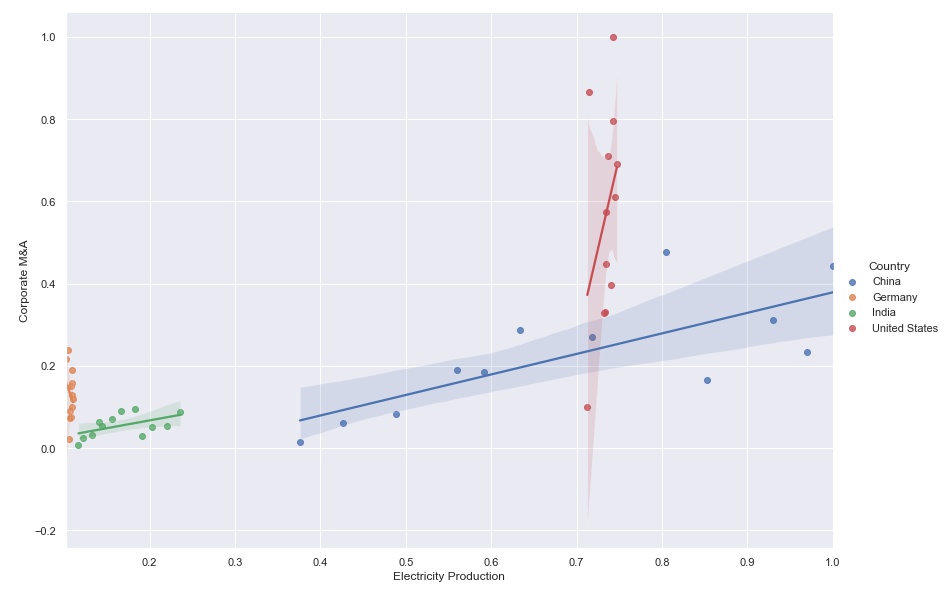 1.0
0.8
0.6
0.4
0.2
0.0
−0.2
Corporate M&A
0.2
0.3
0.4
0.5
0.6
0.7
0.8
0.9
1.0
Electricity Production
Country
China
Germany
India
United States